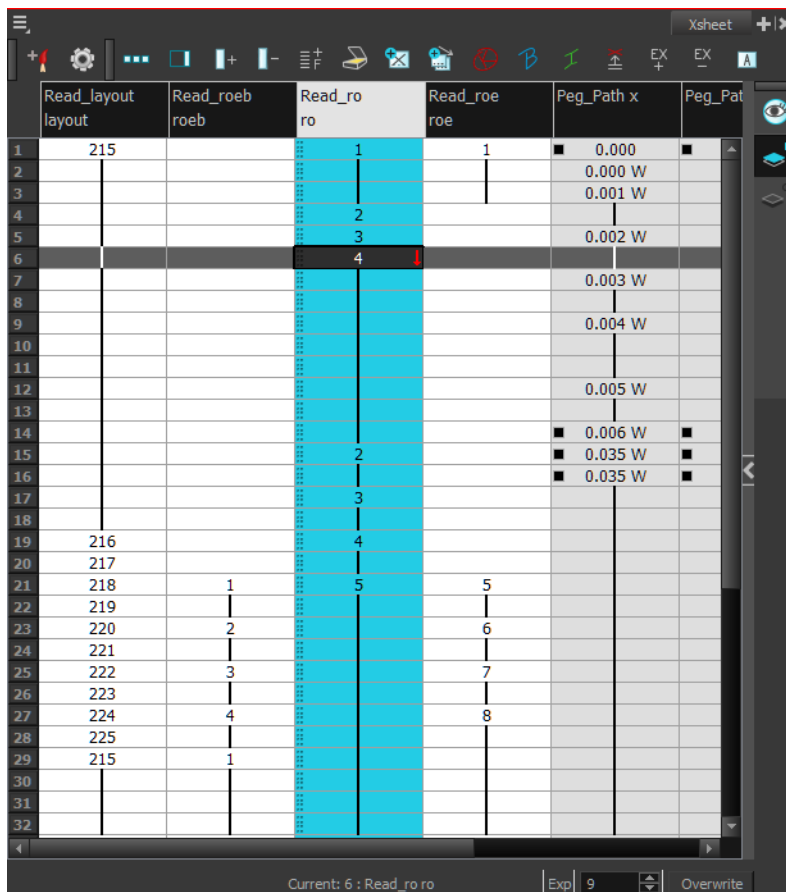 Xsheet
EX EX A
Read_layout Read_roeb Read_ro Read_roe Peg_Path x Peg_Pat
layout roeb ro roe
1 215 1 1 0.000
2 0.000 W
3 0.001 W
4 2
5 3 0.002 W
6 4
7 0.003 W
8
9 0.004 W
10
11
12 0.005 W
13
14 0.006 W
15 2 0.035 W
16 0.035 W
17 3
18
19 216 4
20 217
21 218 1 5 5
22 219
23 220 2 6
24 221
25 222 3 7
26 223
27 224 4 8
28 225
29 215 1
30
31
32
Current: 6 : Read_ro ro Exp 9 Overwrite